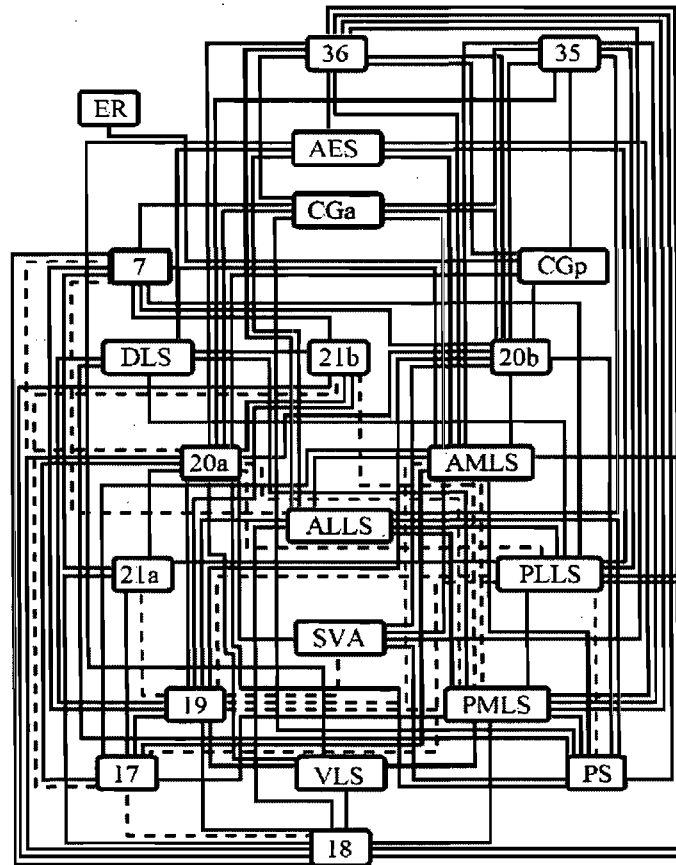 36
35
ER
AES
CGa
7
CGp
DLS
21b
20b
20a
AMLS
ALLS
21a
PLLS
SVA
19
PMLS
17
VLS
PS
18